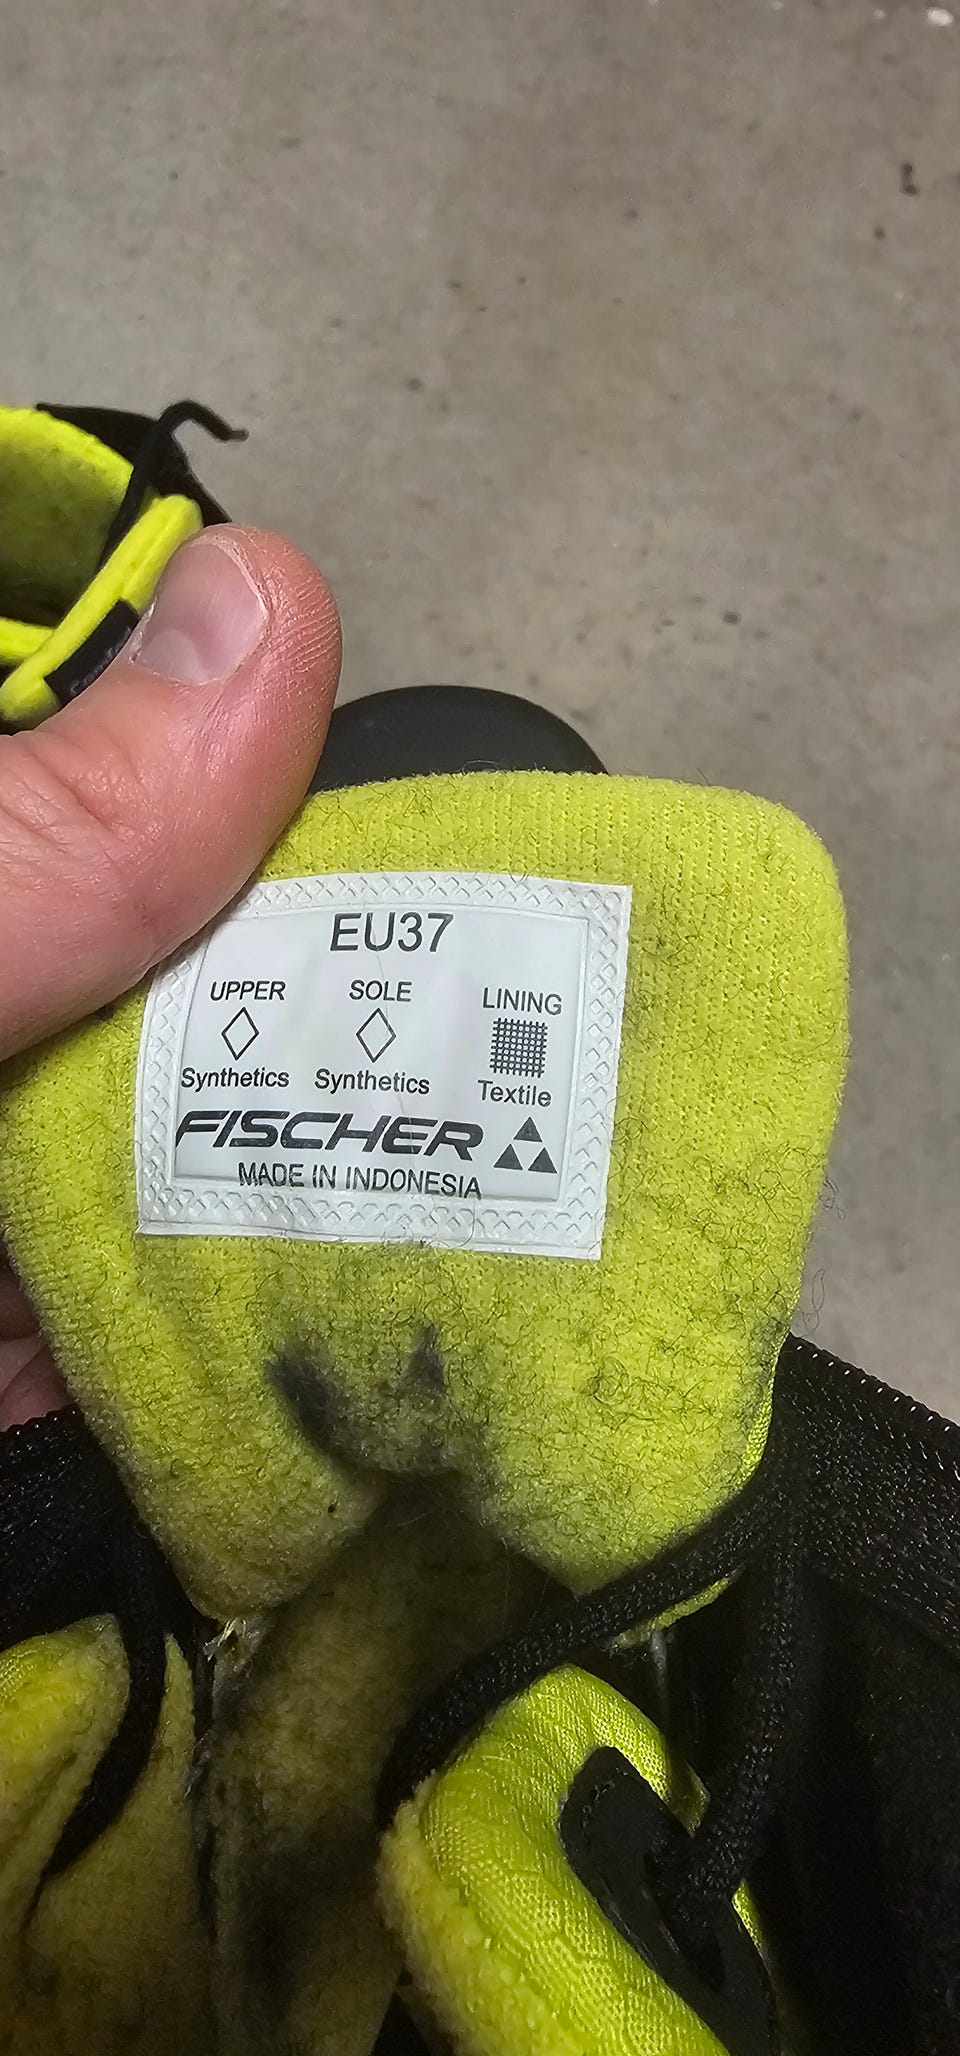 EU37
UPPER SOLE LINING
Synthetics Synthetics Textile
FISCHER
MADE IN INDONESIA